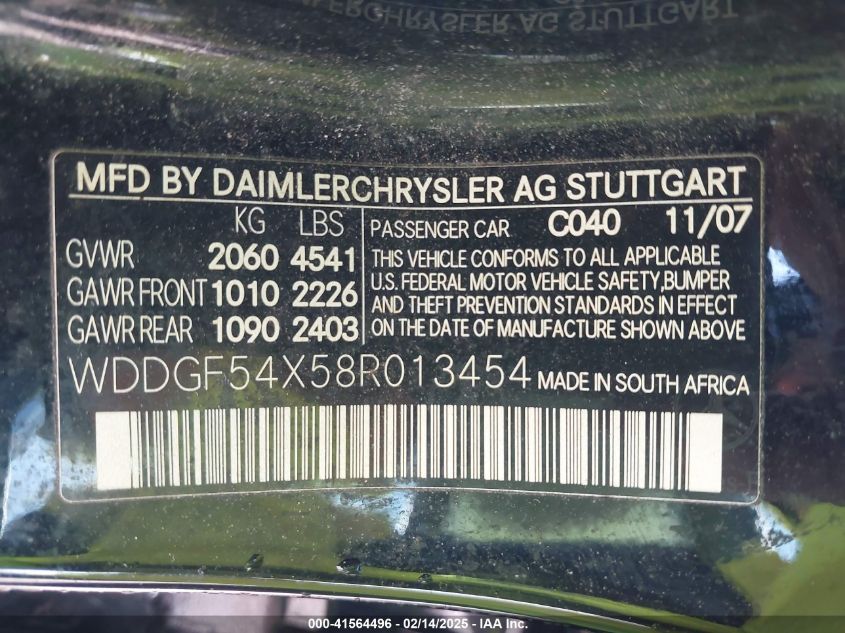 MFD BY DAIMLERCHRYSLER AG STUTTGART
KG LBS
GVWR 2060 4541
GAWR FRONT 1010 2226
GAWR REAR 1090 2403
PASSENGER CAR C040 11/07
THIS VEHICLE CONFORMS TO ALL APPLICABLE
U.S. FEDERAL MOTOR VEHICLE SAFETY,BUMPER
AND THEFT PREVENTION STANDARDS IN EFFECT
ON THE DATE OF MANUFACTURE SHOWN ABOVE
WDDGF54X58R013454 MADE IN SOUTH AFRICA
000-41564496 - 02/14/2025 - IAA Inc.